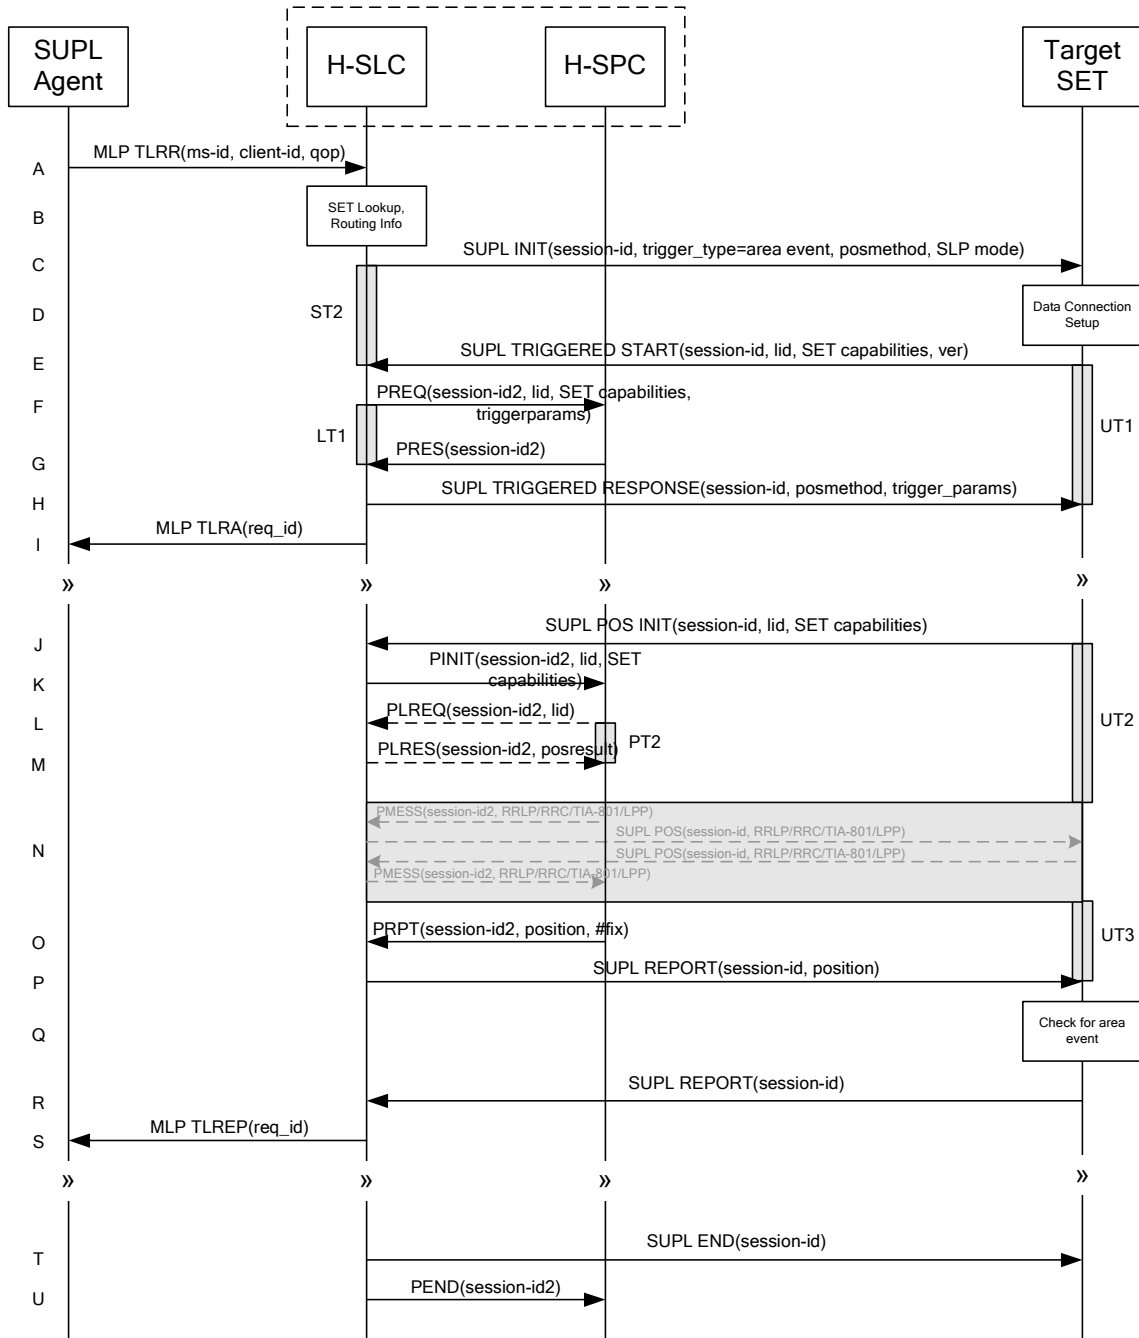 SUPL
Agent
H-SLC
H-SPC
Target
SET
A
MLP TLRR(ms-id, client-id, qop)
B
SET Lookup,
Routing Info
C
SUPL INIT(session-id, trigger_type=area event, posmethod, SLP mode)
D
ST2
Data Connection
Setup
E
SUPL TRIGGERED START(session-id, lid, SET capabilities, ver)
F
PREQ(session-id2, lid, SET capabilities,
triggerparams)
LT1
UT1
G
PRES(session-id2)
H
SUPL TRIGGERED RESPONSE(session-id, posmethod, trigger_params)
I
MLP TLRA(req_id)
» » » »
J
SUPL POS INIT(session-id, lid, SET capabilities)
K
PINIT(session-id2, lid, SET
capabilities)
L
PLREQ(session-id2, lid)
UT2
M
PLRES(session-id2, posresult)
PT2
N
PMESS(session-id2, RRLP/RRC/TIA-801/LPP)
SUPL POS(session-id, RRLP/RRC/TIA-801/LPP)
SUPL POS(session-id, RRLP/RRC/TIA-801/LPP)
PMESS(session-id2, RRLP/RRC/TIA-801/LPP)
O
PRPT(session-id2, position, #fix)
UT3
P
SUPL REPORT(session-id, position)
Q
Check for area
event
R
SUPL REPORT(session-id)
S
MLP TLREP(req_id)
» » » »
T
SUPL END(session-id)
U
PEND(session-id2)